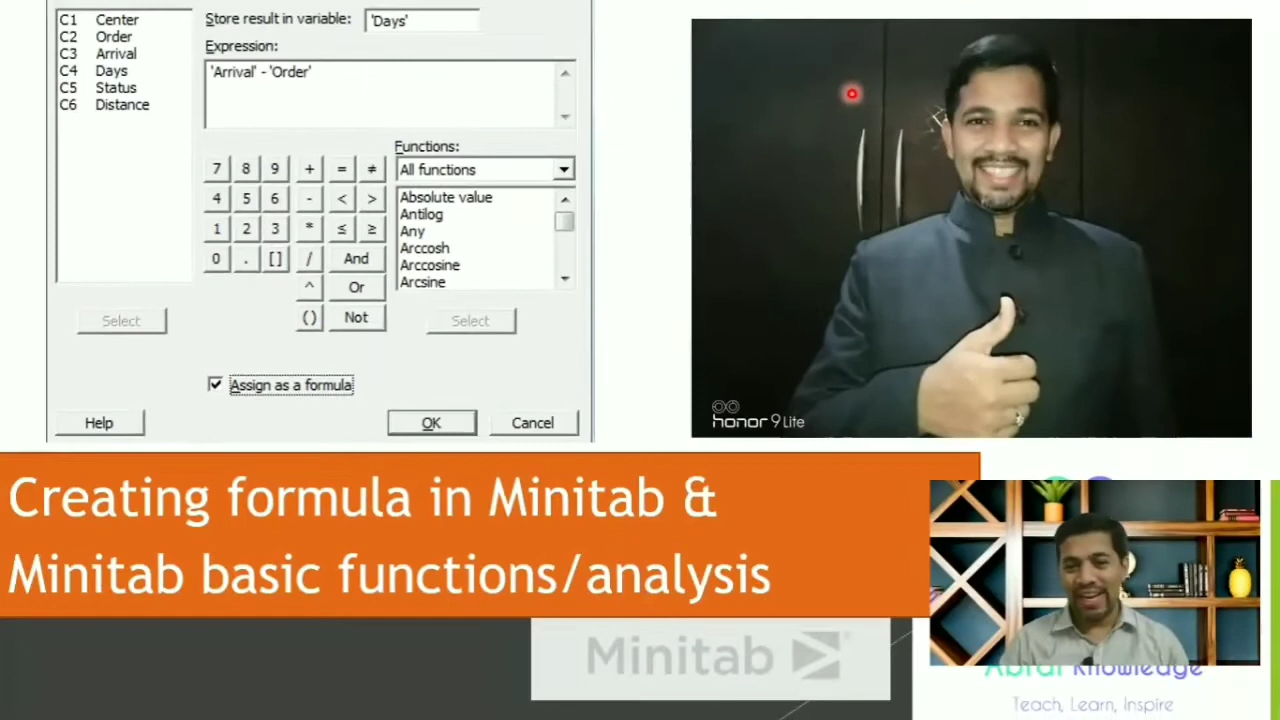 C1 Center
C2 Order
C3 Arrival
C4 Days
C5 Status
C6 Distance
Store result in variable: 'Days'
Expression:
'Arrival' - 'Order'
Functions:
All functions
7 8 9 + = ≠
4 5 6 - < >
1 2 3 * ≤ ≥
0 . [] / And
^ Or
() Not
Absolute value
Antilog
Any
Arccosh
Arccosine
Arcsine
Select
Select
Assign as a formula
Help
OK
Cancel
honor 9 Lite
Creating formula in Minitab &
Minitab basic functions/analysis
Minitab
Abrar Knowledge
Teach, Learn, Inspire